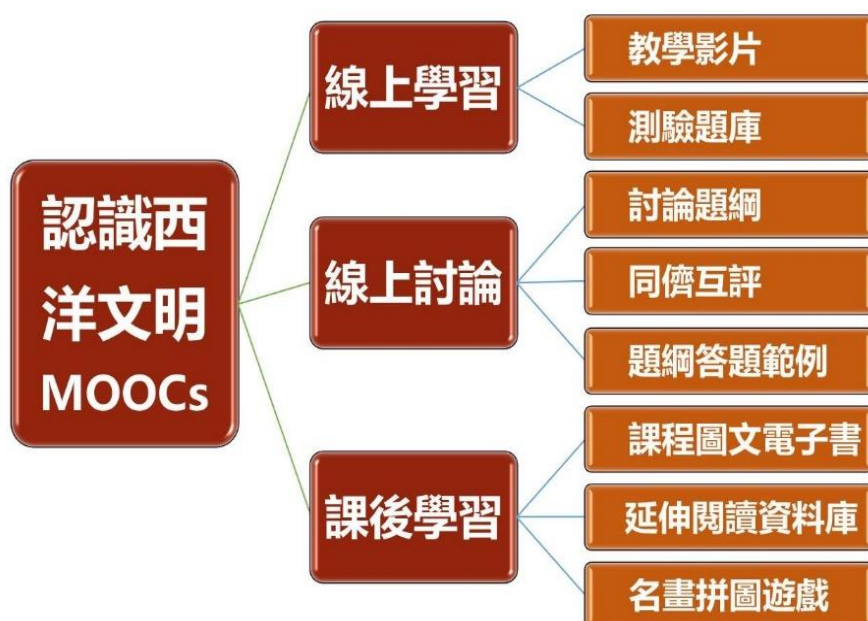 認識西
洋文明
MOOCs
線上學習
教學影片
測驗題庫
線上討論
討論題綱
同儕互評
題綱答題範例
課後學習
課程圖文電子書
延伸閱讀資料庫
名畫拼圖遊戲